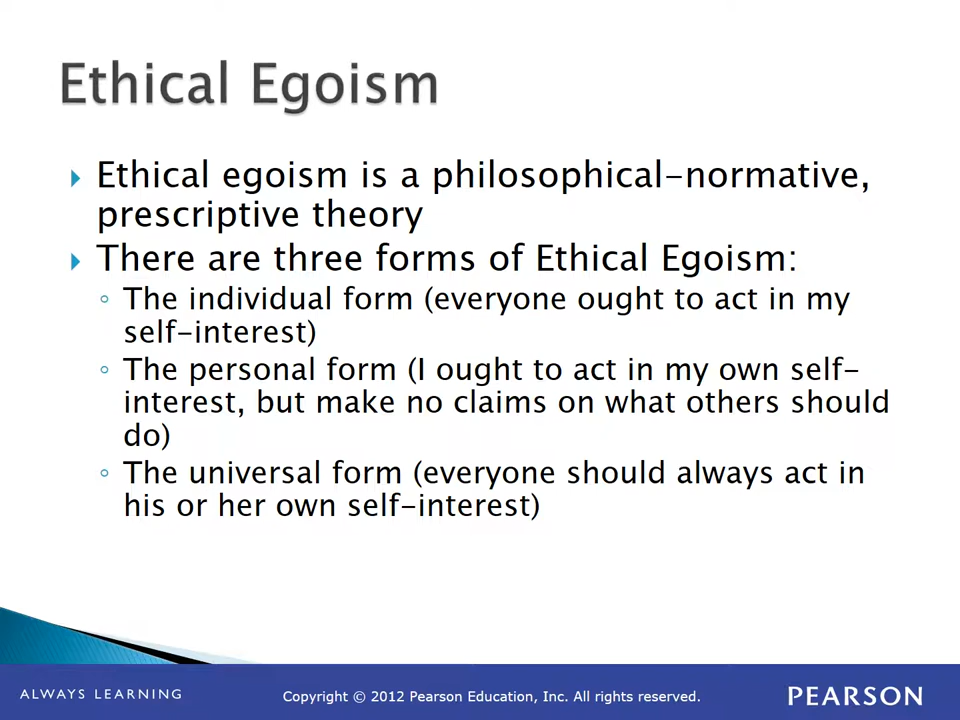 Ethical Egoism
Ethical egoism is a philosophical-normative,
prescriptive theory
There are three forms of Ethical Egoism:
The individual form (everyone ought to act in my
self-interest)
The personal form (I ought to act in my own self-
interest, but make no claims on what others should
do)
The universal form (everyone should always act in
his or her own self-interest)
ALWAYS LEARNING
Copyright © 2012 Pearson Education, Inc. All rights reserved.
PEARSON